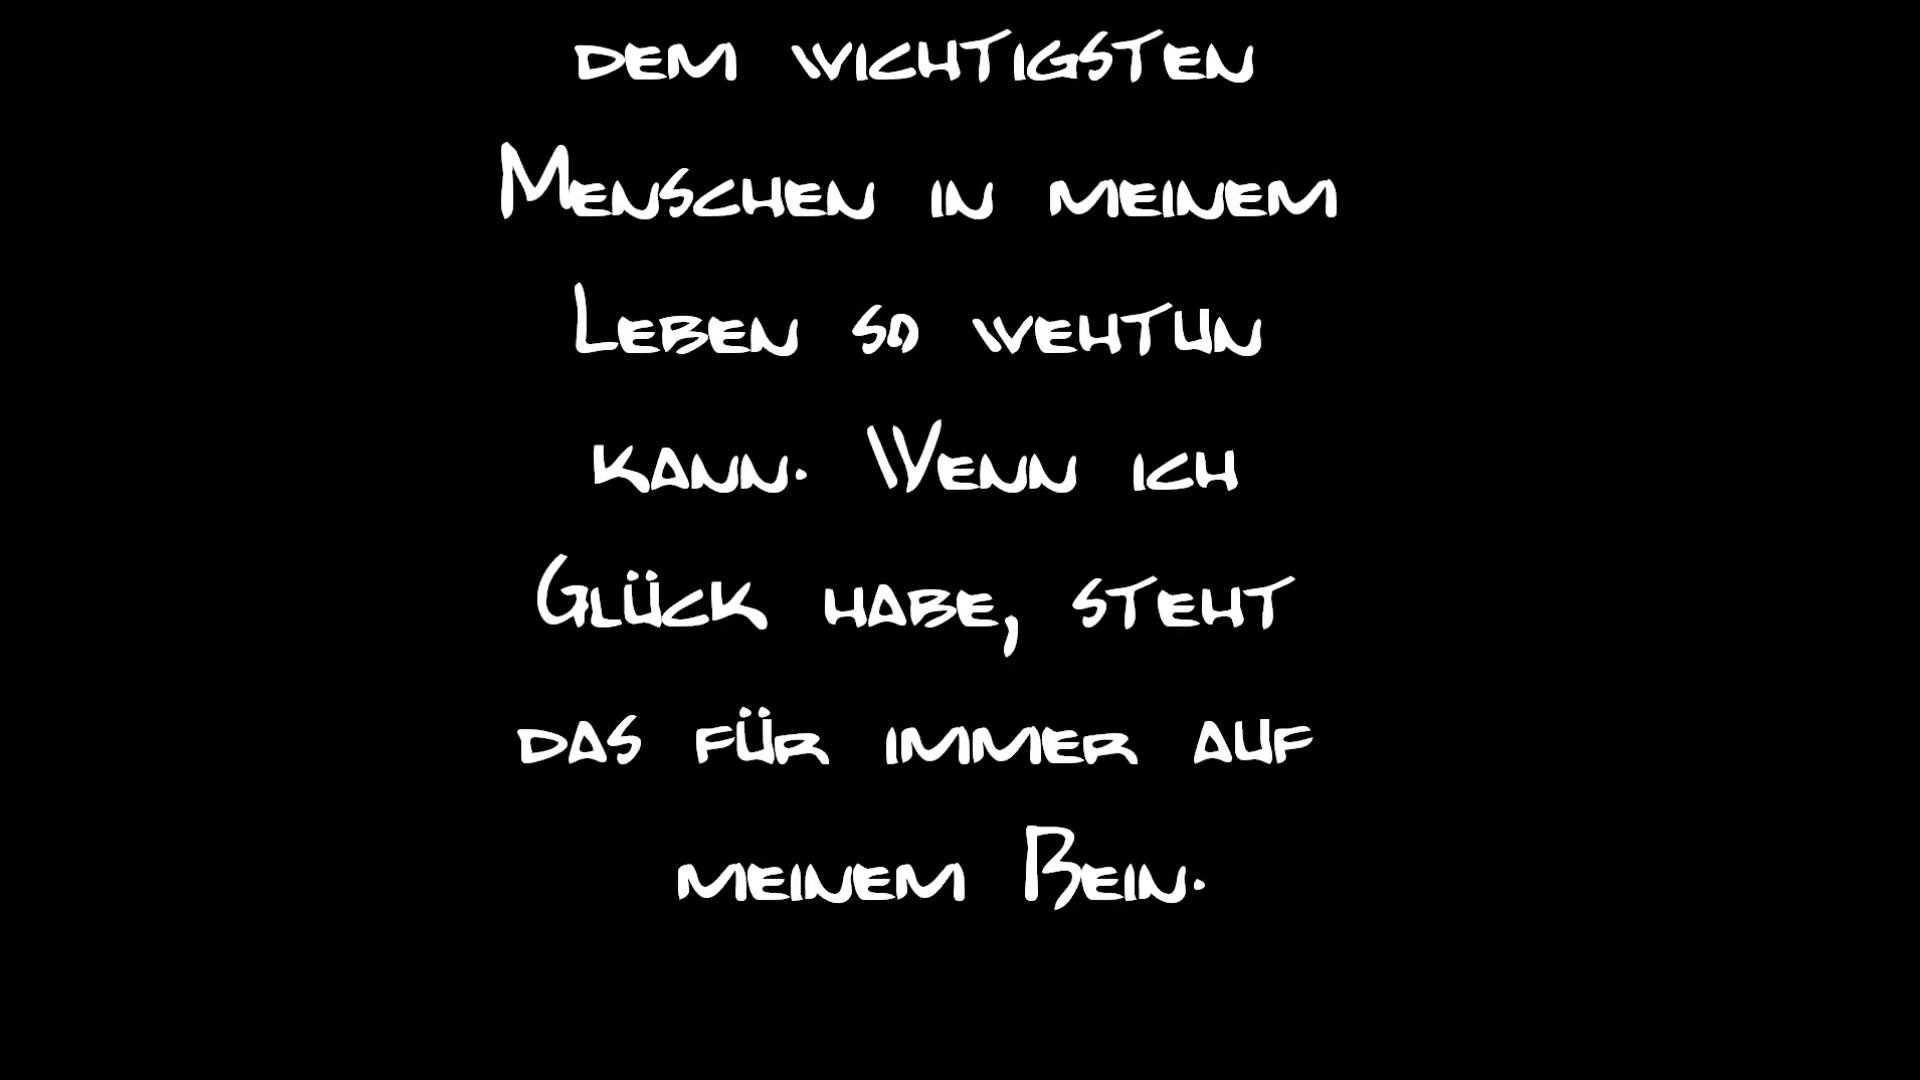 dem wichtigsten
Menschen in meinem
Leben so wehtun
kann. Wenn ich
Glück habe, steht
das für immer auf
meinem Bein.